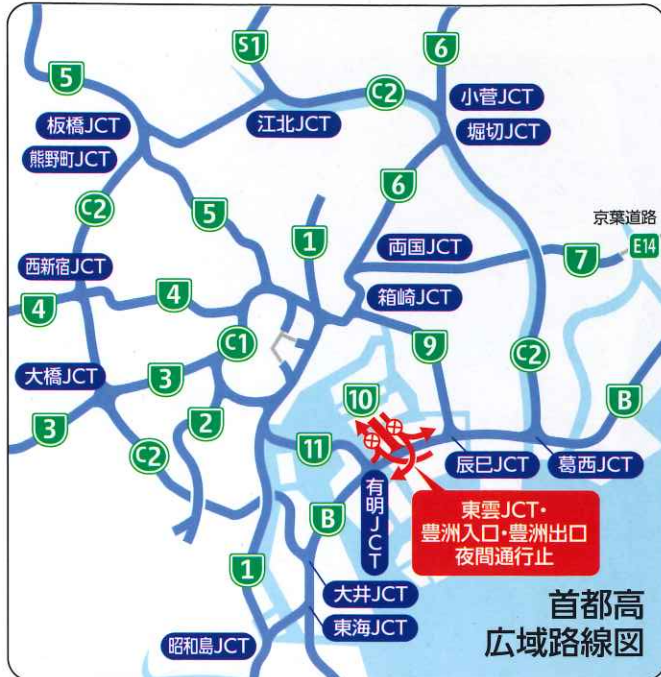 S1
6
5
C2
小菅JCT
板橋JCT
江北JCT
堀切JCT
熊野町JCT
6
C2
5
1
京葉道路
両国JCT
E14
西新宿JCT
7
4
4
箱崎JCT
C1
9
C2
大橋JCT
3
B
2
10
3
11
C2
辰巳JCT
葛西JCT
有明JCT
B
東雲JCT・
豊洲入口・豊洲出口
夜間通行止
1
大井JCT
東海JCT
昭和島JCT
首都高
広域路線図